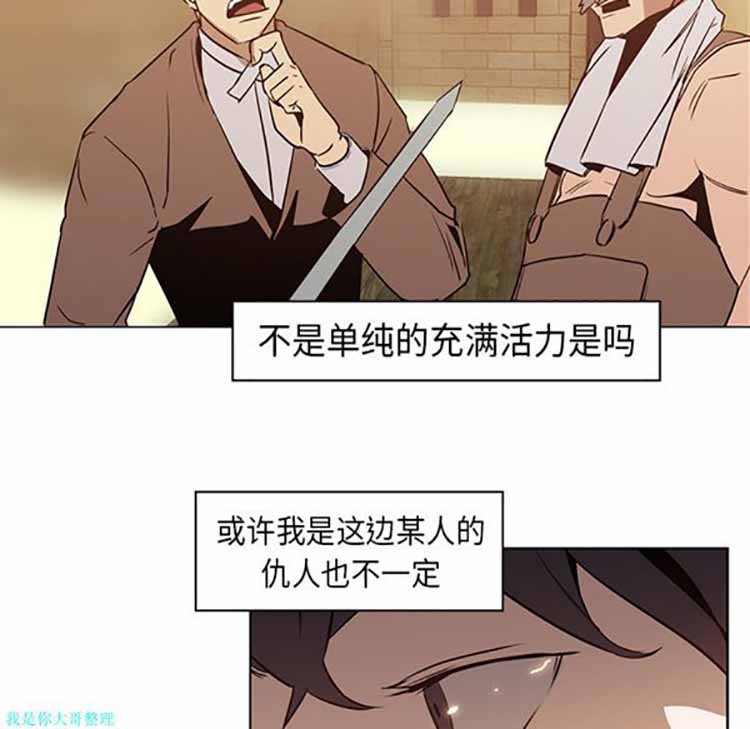 不是单纯的充满活力是吗
或许我是这边某人的
仇人也不一定
我是你大哥整理